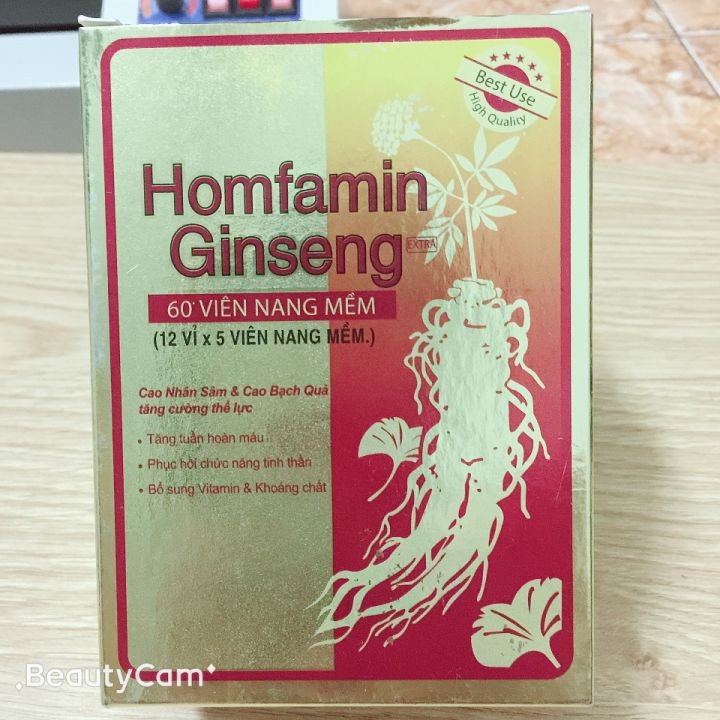 Best Use
High Quality
Homfamin
Ginseng
EXTRA
60 VIÊN NANG MỀM
(12 VỈ x 5 VIÊN NANG MỀM.)
Cao Nhân Sâm & Cao Bạch Quả
tăng cường thể lực
• Tăng tuần hoàn máu
• Phục hồi chức năng tinh thần
• Bổ sung Vitamin & Khoáng chất
BeautyCam